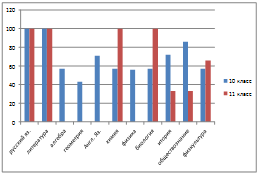 120
100
80
60
40
20
0
русский яз.
литература
алгебра
геометрия
Англ. Яз.
химия
физика
биология
итория
обществознание
физкультура
10 класс
11 класс